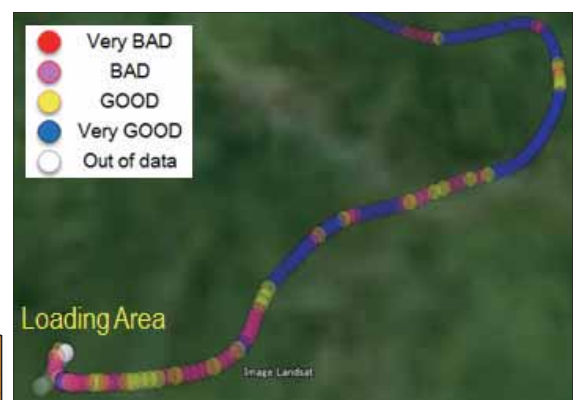 Very BAD
BAD
GOOD
Very GOOD
Out of data
Loading Area
Image Landsat